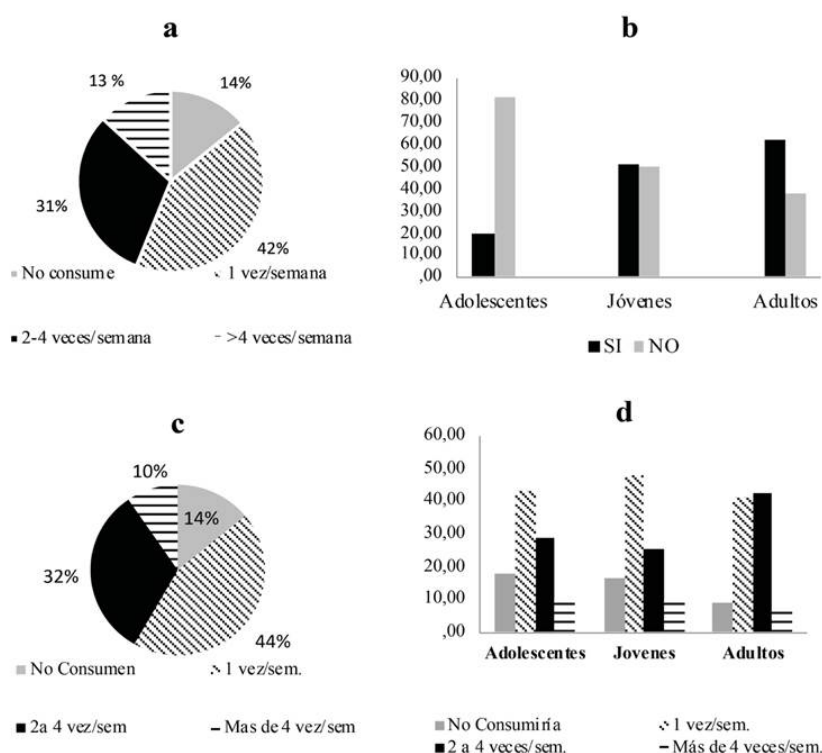 a
13 %
14%
31%
42%
No consume
1 vez/semana
2-4 veces/semana
>4 veces/semana
b
90,00
80,00
70,00
60,00
50,00
40,00
30,00
20,00
10,00
,00
Adolescentes Jóvenes Adultos
SI NO
c
10%
14%
32%
44%
No Consumen
1 vez/sem.
2a 4 vez/sem
Mas de 4 vez/sem
d
60,00
50,00
40,00
30,00
20,00
10,00
,00
Adolescentes Jovenes Adultos
No Consumiría
1 vez/sem.
2 a 4 veces/sem.
Más de 4 veces/sem.